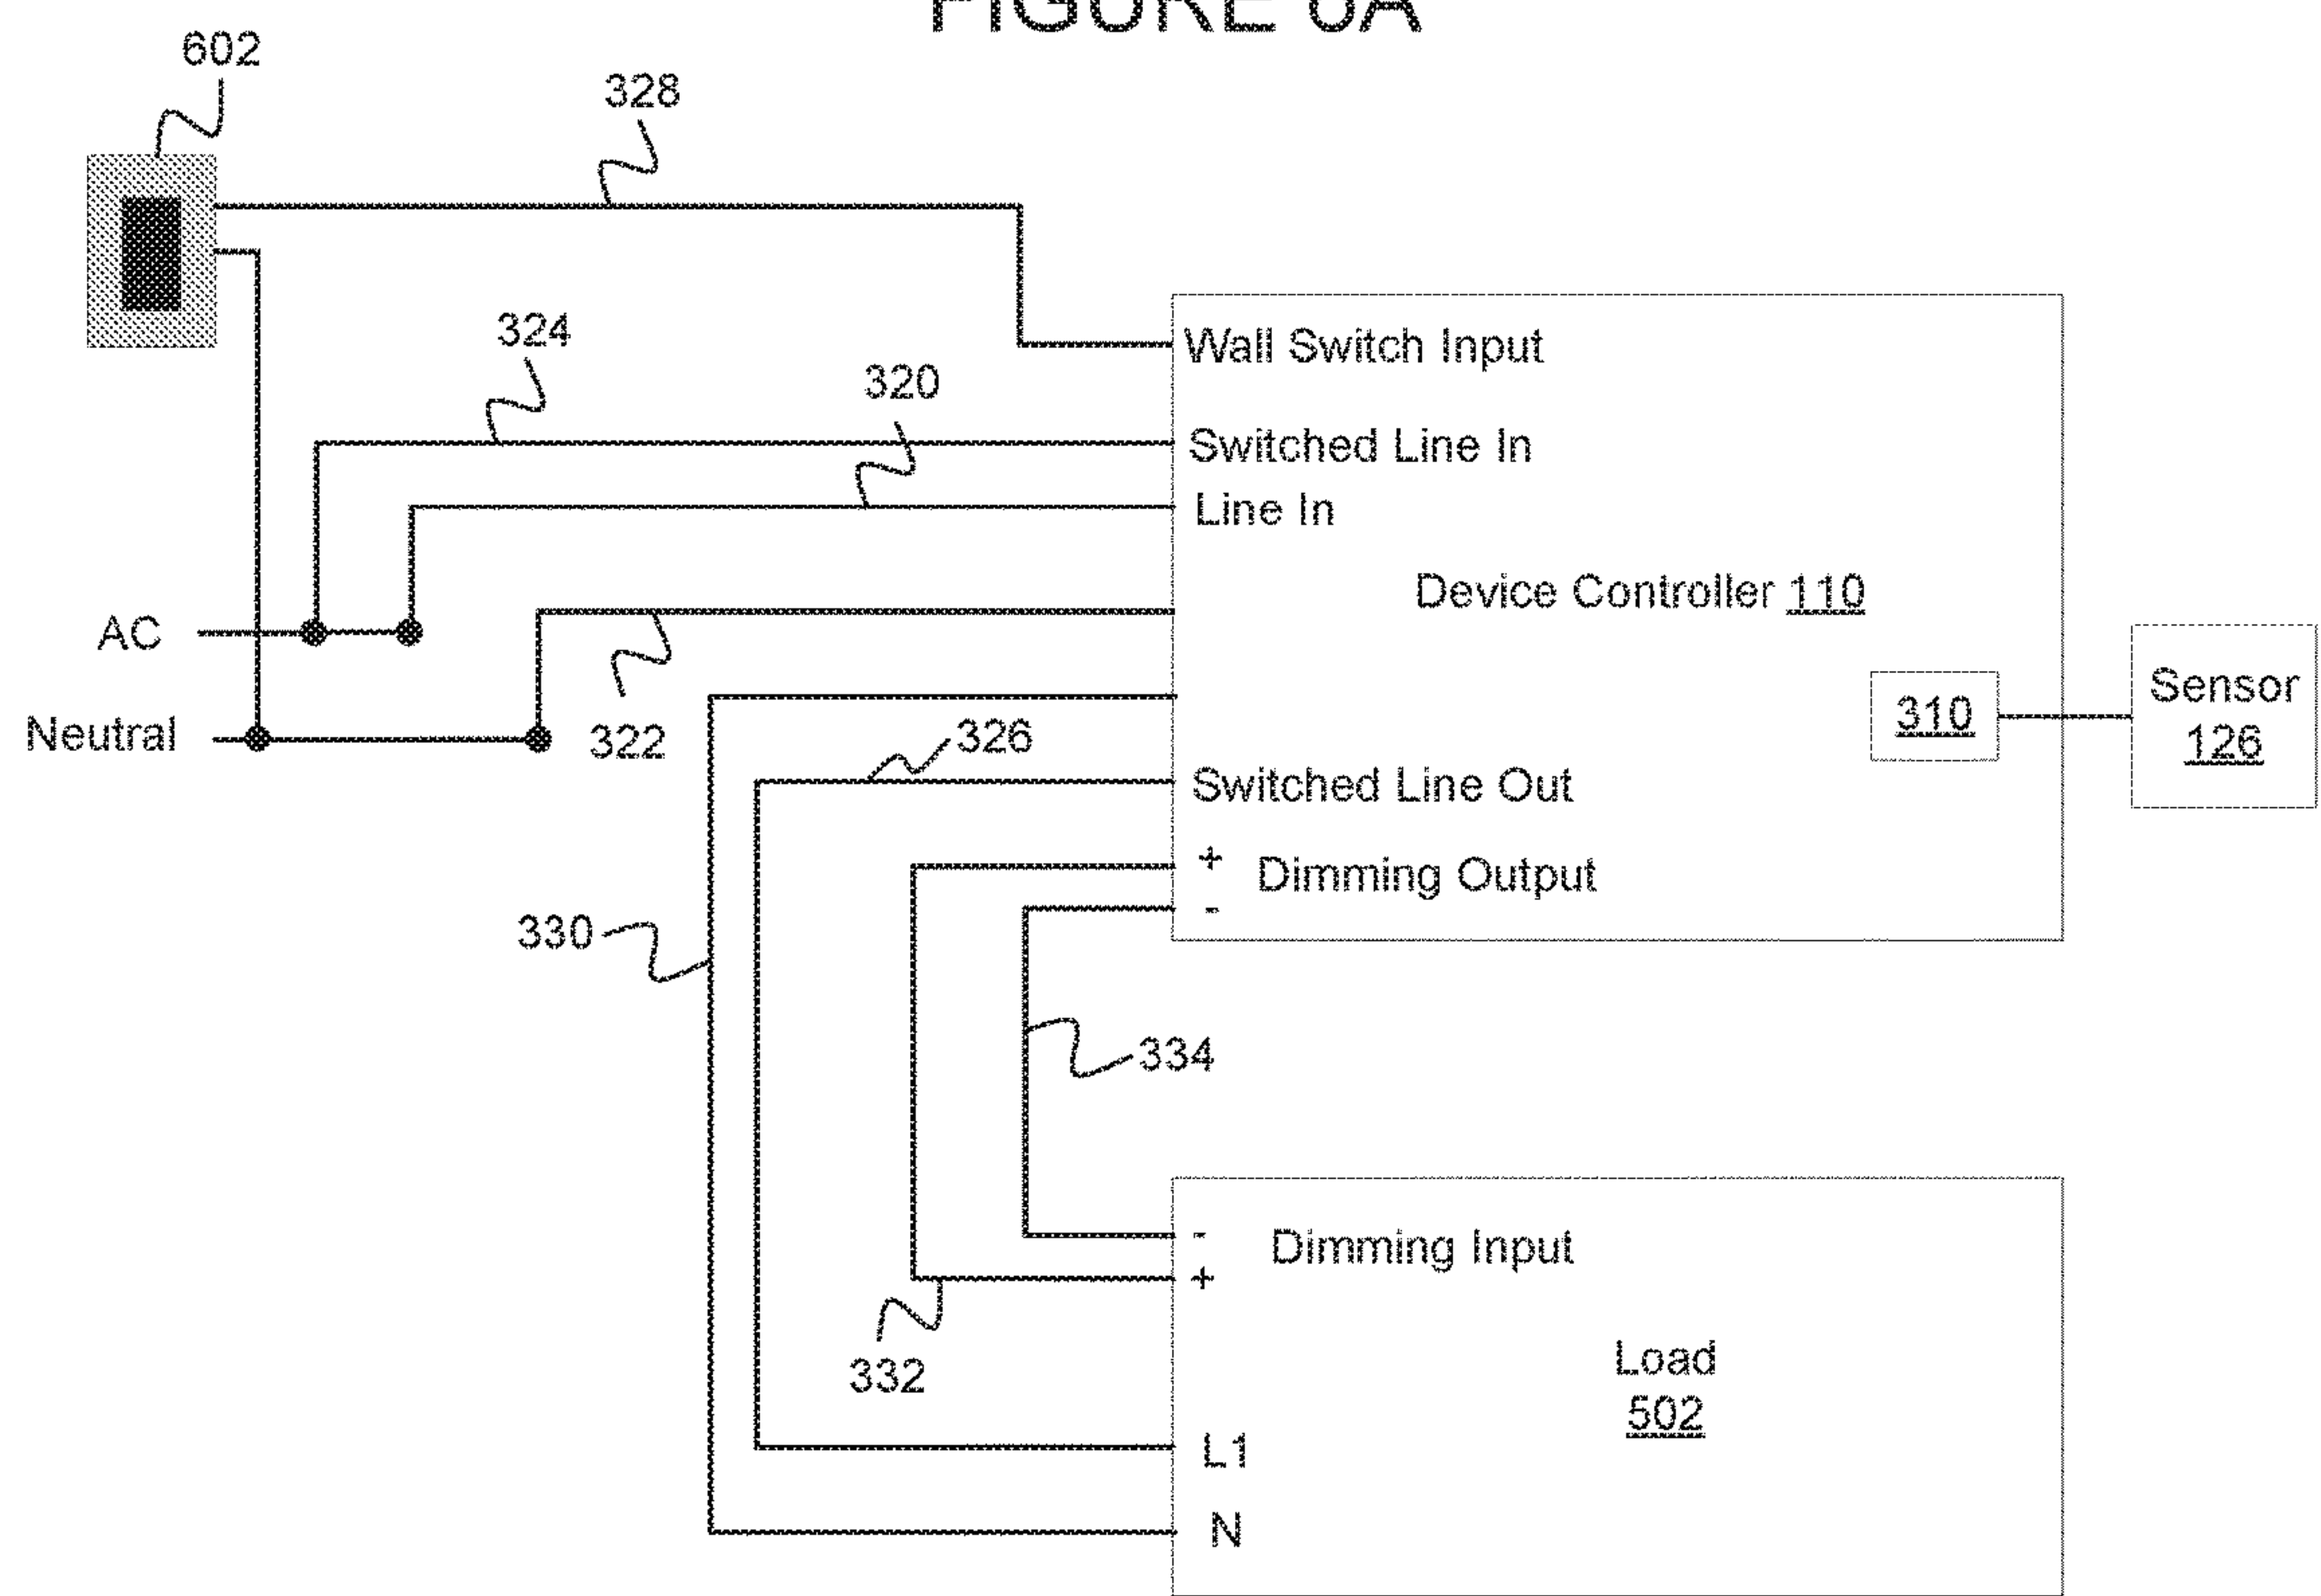 FIGURE
602
328
324
320
Wall Switch Input
Switched Line In
Line In
Device Controller 110
AC
Neutral
322
310
Sensor
126
326
Switched Line Out
+
Dimming Output
-
330
334
-
Dimming Input
+
332
Load
502
L1
N